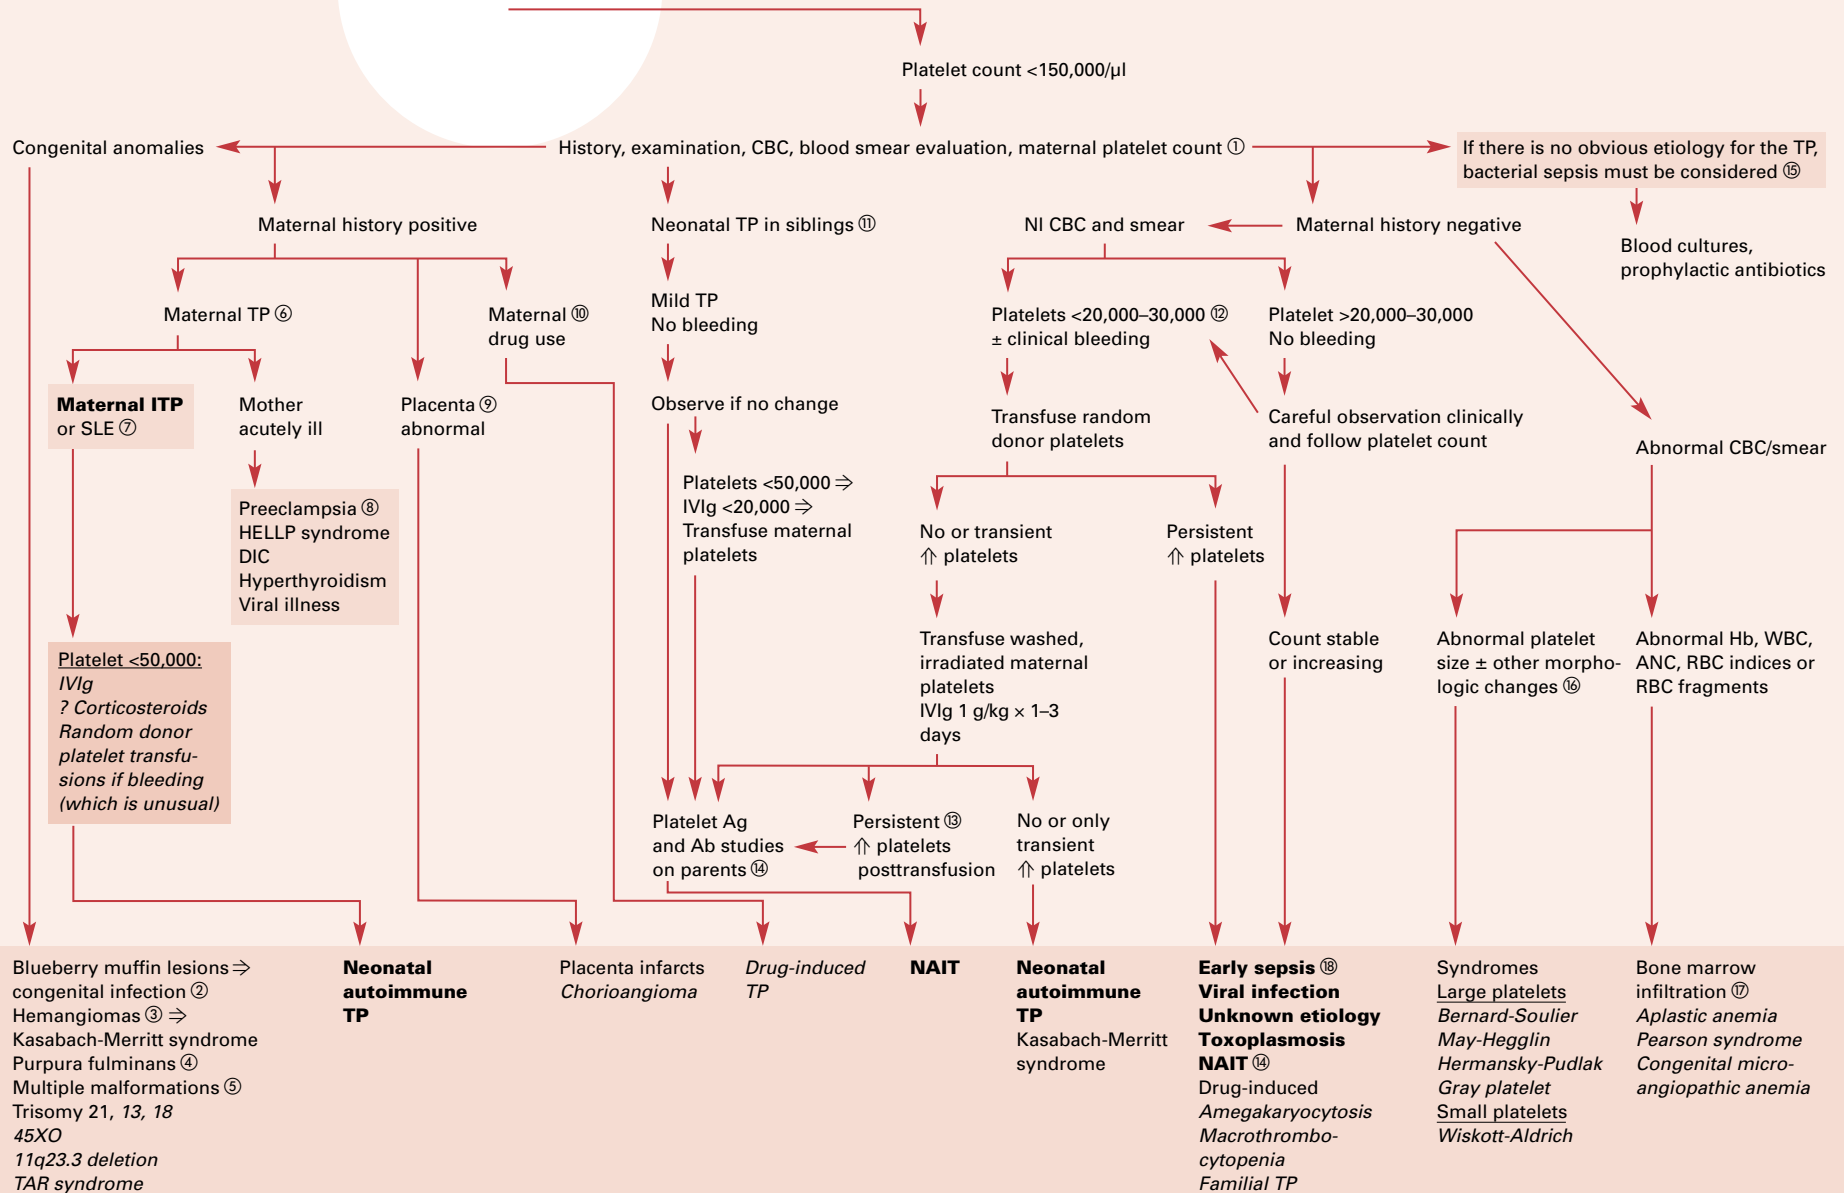 Platelet count <150,000/µl
Congenital anomalies
History, examination, CBC, blood smear evaluation, maternal platelet count ①
If there is no obvious etiology for the TP,
bacterial sepsis must be considered ⑮
Blood cultures,
prophylactic antibiotics
Maternal history positive
Neonatal TP in siblings ⑪
Nl CBC and smear
Maternal history negative
Maternal TP ⑥
Maternal ⑩
drug use
Mild TP
No bleeding
Platelets <20,000–30,000 ⑫
± clinical bleeding
Platelet >20,000–30,000
No bleeding
Maternal ITP
or SLE ⑦
Mother
acutely ill
Placenta ⑨
abnormal
Observe if no change
Transfuse random
donor platelets
Careful observation clinically
and follow platelet count
Abnormal CBC/smear
Preeclampsia ⑧
HELLP syndrome
DIC
Hyperthyroidism
Viral illness
Platelets <50,000 ⇒
IVIg <20,000 ⇒
Transfuse maternal
platelets
No or transient
⇑ platelets
Persistent
⇑ platelets
Platelet <50,000:
IVIg
? Corticosteroids
Random donor
platelet transfu-
sions if bleeding
(which is unusual)
Transfuse washed,
irradiated maternal
platelets
IVIg 1 g/kg × 1–3
days
Count stable
or increasing
Abnormal platelet
size ± other morpho-
logic changes ⑯
Abnormal Hb, WBC,
ANC, RBC indices or
RBC fragments
Platelet Ag
and Ab studies
on parents ⑭
Persistent ⑬
⇑ platelets
posttransfusion
No or only
transient
⇑ platelets
Blueberry muffin lesions ⇒
congenital infection ②
Hemangiomas ③ ⇒
Kasabach-Merritt syndrome
Purpura fulminans ④
Multiple malformations ⑤
Trisomy 21, 13, 18
45XO
11q23.3 deletion
TAR syndrome
Neonatal
autoimmune
TP
Placenta infarcts
Chorioangioma
Drug-induced
TP
NAIT
Neonatal
autoimmune
TP
Kasabach-Merritt
syndrome
Early sepsis ⑱
Viral infection
Unknown etiology
Toxoplasmosis
NAIT ⑭
Drug-induced
Amegakaryocytosis
Macrothrombo-
cytopenia
Familial TP
Syndromes
Large platelets
Bernard-Soulier
May-Hegglin
Hermansky-Pudlak
Gray platelet
Small platelets
Wiskott-Aldrich
Bone marrow
infiltration ⑰
Aplastic anemia
Pearson syndrome
Congenital micro-
angiopathic anemia